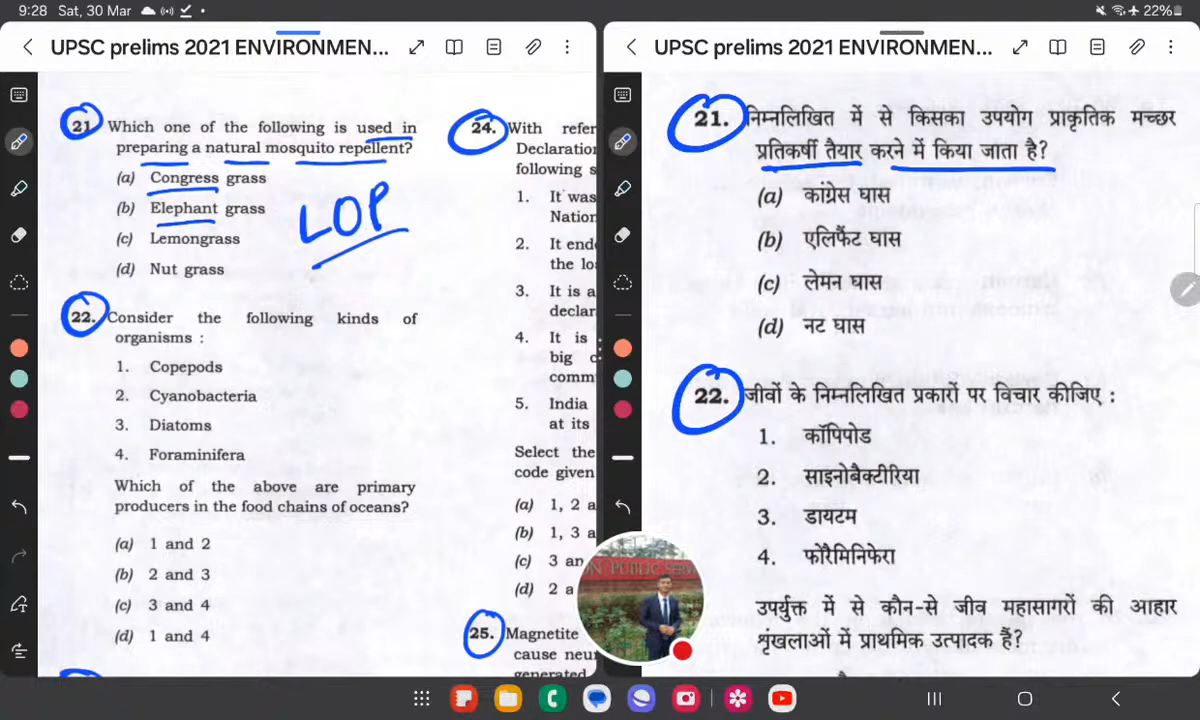 9:28 Sat, 30 Mar
22%
UPSC prelims 2021 ENVIRONMEN...
21
Which one of the following is used in
preparing a natural mosquito repellent?
(a) Congress grass
(b) Elephant grass
(c) Lemongrass
(d) Nut grass
LOP
22.
Consider the following kinds of
organisms :
1. Copepods
2. Cyanobacteria
3. Diatoms
4. Foraminifera
Which of the above are primary
producers in the food chains of oceans?
(a) 1 and 2
(b) 2 and 3
(c) 3 and 4
(d) 1 and 4
24. With refer
Declaration
following s
1. It was
Nation
2. It end
the lo
3. It is a
declar
4. It is
big c
comm
5. India
at its
Select the
code given
(a) 1, 2 a
(b) 1, 3 a
(c) 3 an
(d) 2 a
25. Magnetite
cause neu
generated
UPSC prelims 2021 ENVIRONMEN...
21. निम्नलिखित में से किसका उपयोग प्राकृतिक मच्छर
प्रतिकर्षी तैयार करने में किया जाता है?
(a) कांग्रेस घास
(b) एलिफैंट घास
(c) लेमन घास
(d) नट घास
22. जीवों के निम्नलिखित प्रकारों पर विचार कीजिए :
1. कॉपिपोड
2. साइनोबैक्टीरिया
3. डायटम
4. फोरैमिनिफेरा
उपर्युक्त में से कौन-से जीव महासागरों की आहार
शृंखलाओं में प्राथमिक उत्पादक हैं?
ON PUBLIC SERV